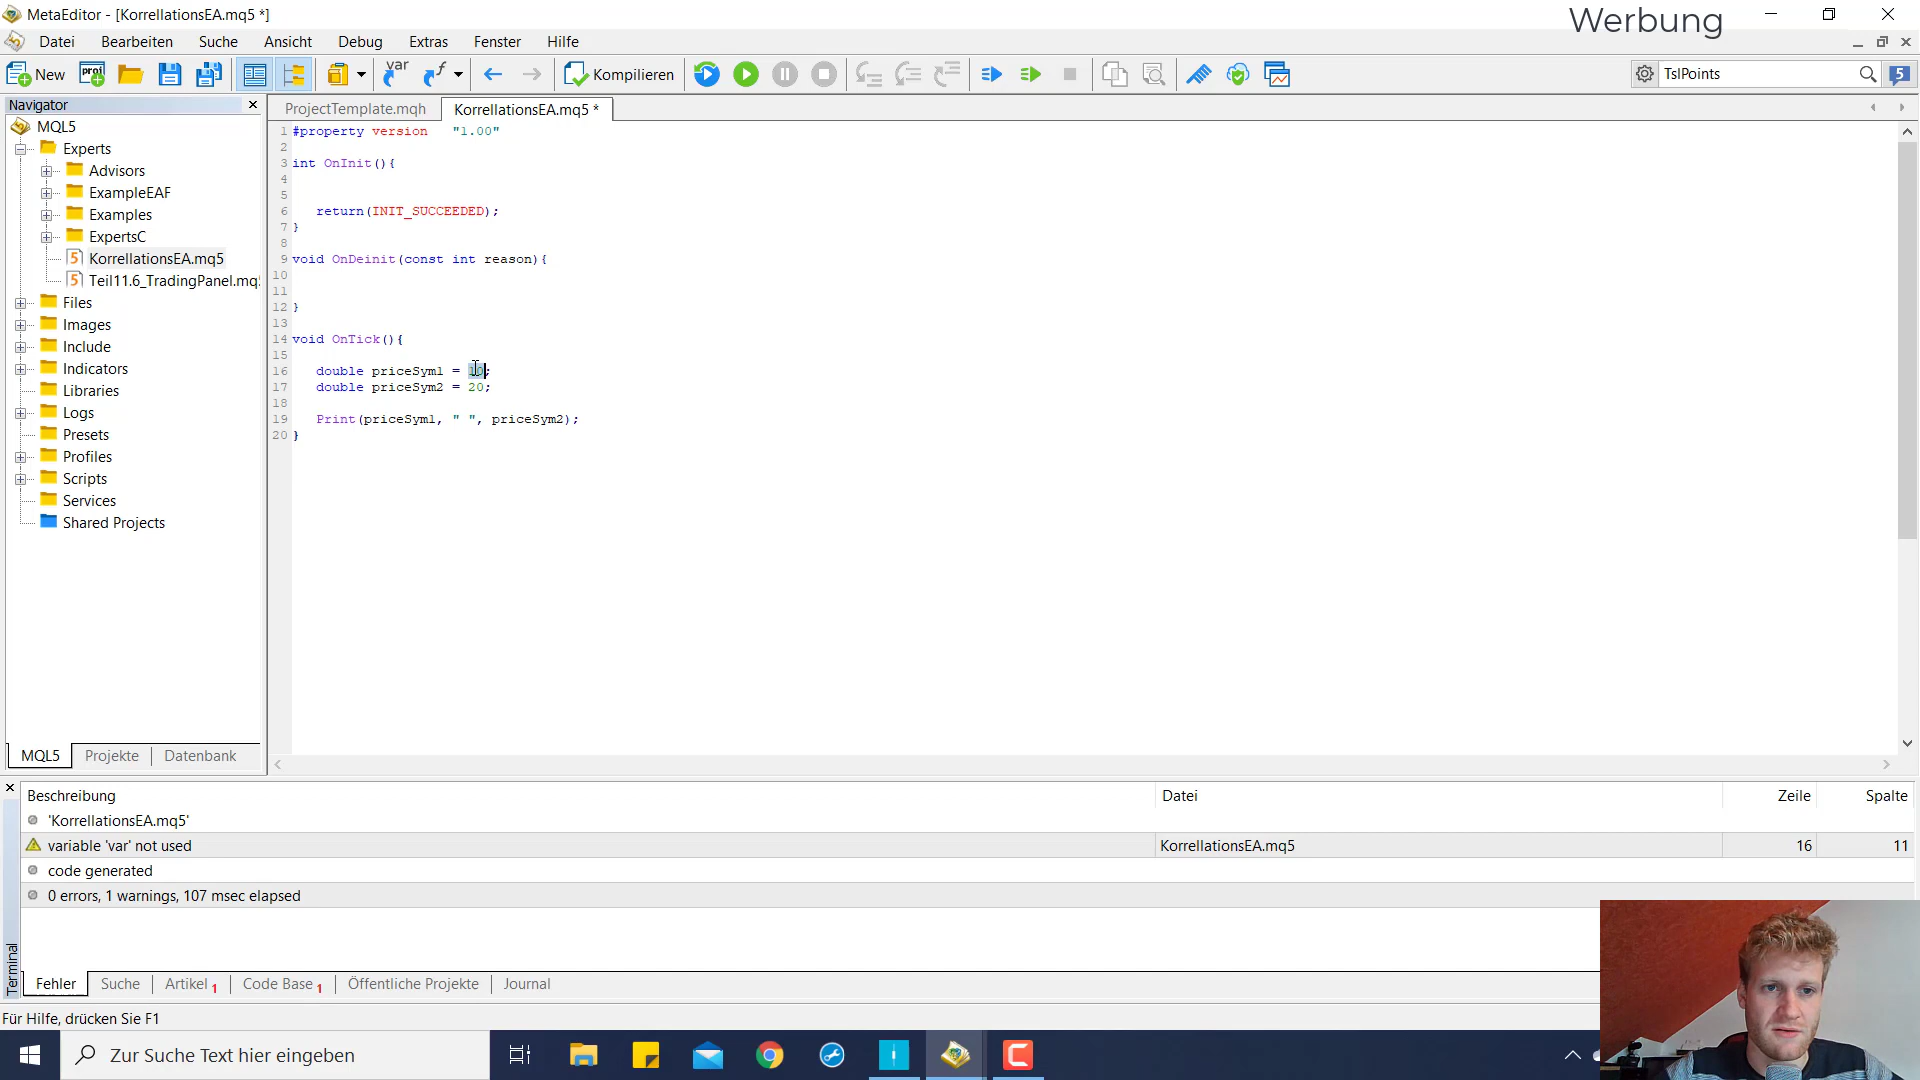 MetaEditor - [KorrellationsEA.mq5 *]
Werbung
Datei Bearbeiten Suche Ansicht Debug Extras Fenster Hilfe
New proj var f Kompilieren TslPoints 5
Navigator
ProjectTemplate.mqh KorrellationsEA.mq5 *
MQL5
Experts
Advisors
ExampleEAF
Examples
ExpertsC
KorrellationsEA.mq5
Teil11.6_TradingPanel.mq
Files
Images
Include
Indicators
Libraries
Logs
Presets
Profiles
Scripts
Services
Shared Projects
MQL5 Projekte Datenbank
1 #property version "1.00"
2
3 int OnInit(){
4
5
6 return(INIT_SUCCEEDED);
7 }
8
9 void OnDeinit(const int reason){
10
11
12 }
13
14 void OnTick(){
15
16 double priceSym1 = 10;
17 double priceSym2 = 20;
18
19 Print(priceSym1, " ", priceSym2);
20 }
Beschreibung Datei Zeile Spalte
'KorrellationsEA.mq5'
variable 'var' not used KorrellationsEA.mq5 16 11
code generated
0 errors, 1 warnings, 107 msec elapsed
Terminal
Fehler Suche Artikel 1 Code Base 1 Öffentliche Projekte Journal
Für Hilfe, drücken Sie F1
Zur Suche Text hier eingeben